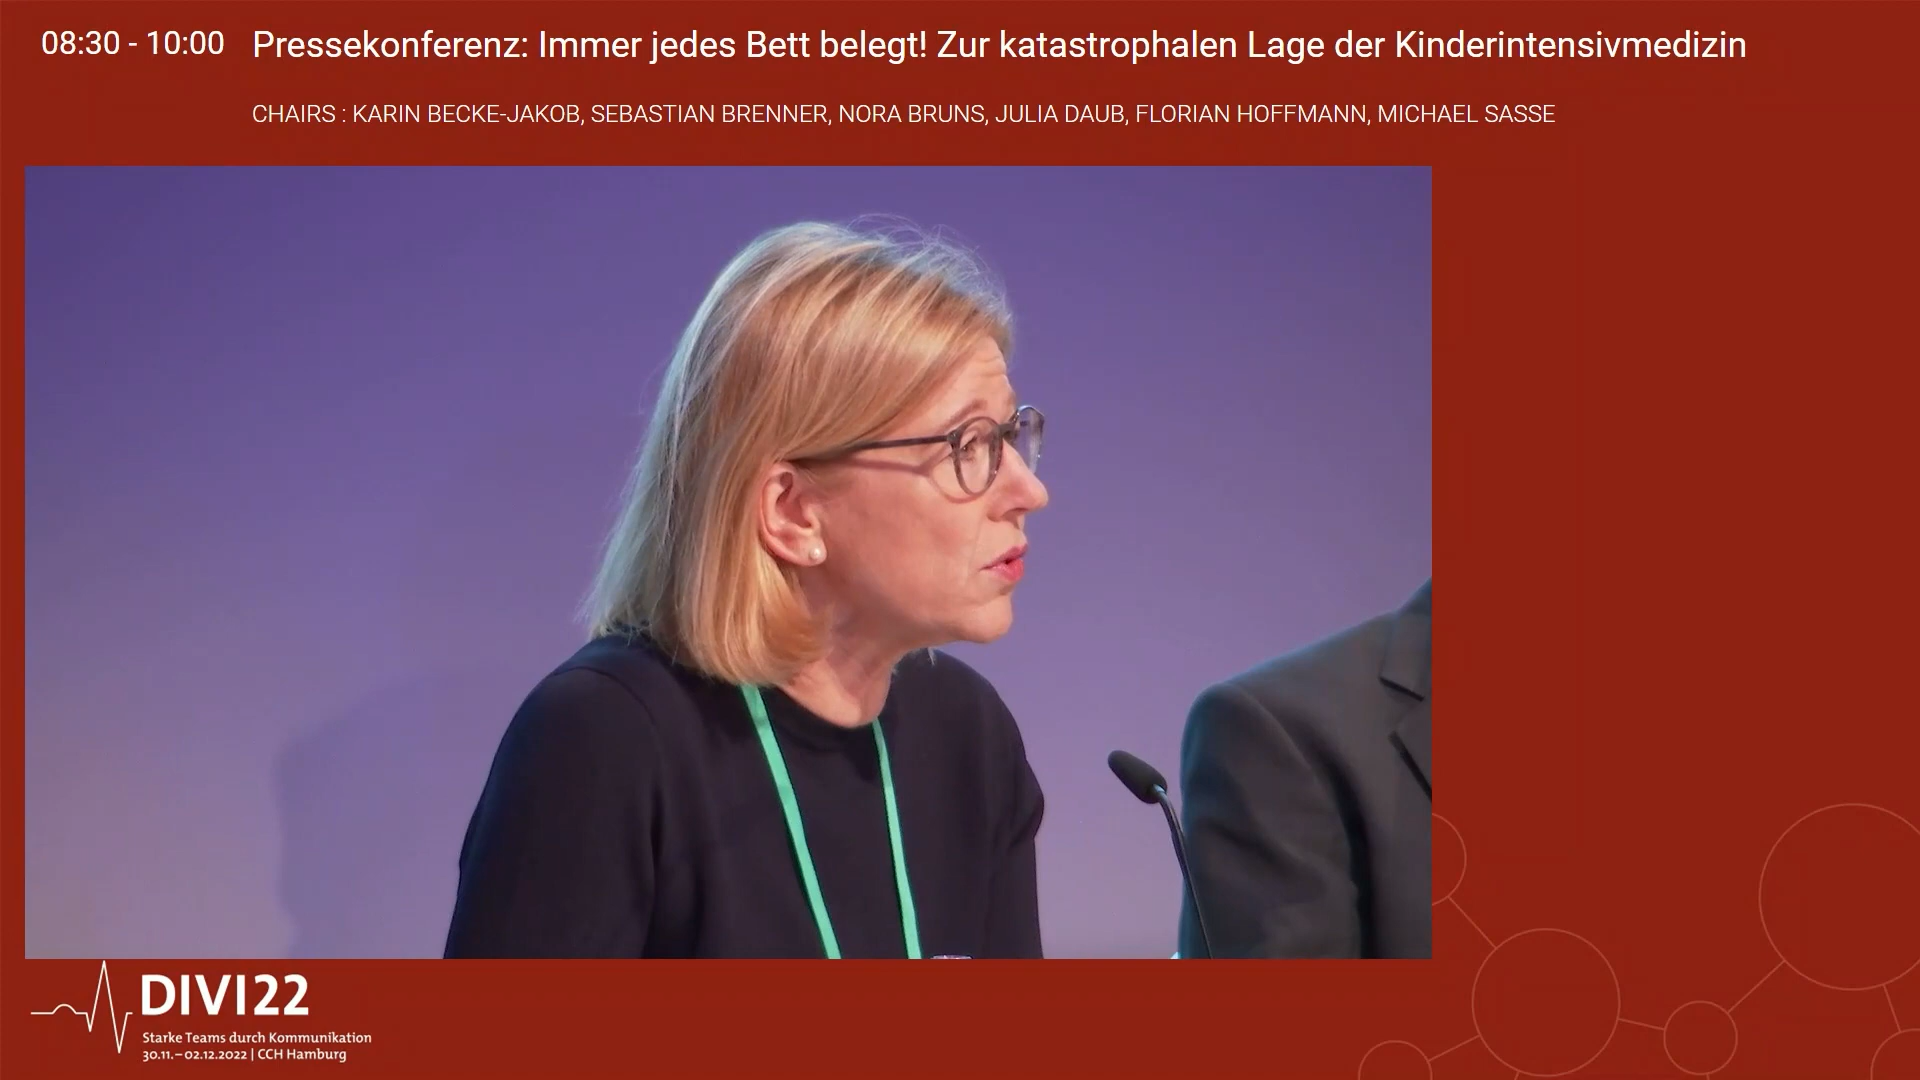 08:30 - 10:00 Pressekonferenz: Immer jedes Bett belegt! Zur katastrophalen Lage der Kinderintensivmedizin
CHAIRS : KARIN BECKE-JAKOB, SEBASTIAN BRENNER, NORA BRUNS, JULIA DAUB, FLORIAN HOFFMANN, MICHAEL SASSE
DIVI22
Starke Teams durch Kommunikation
30.11.–02.12.2022 | CCH Hamburg